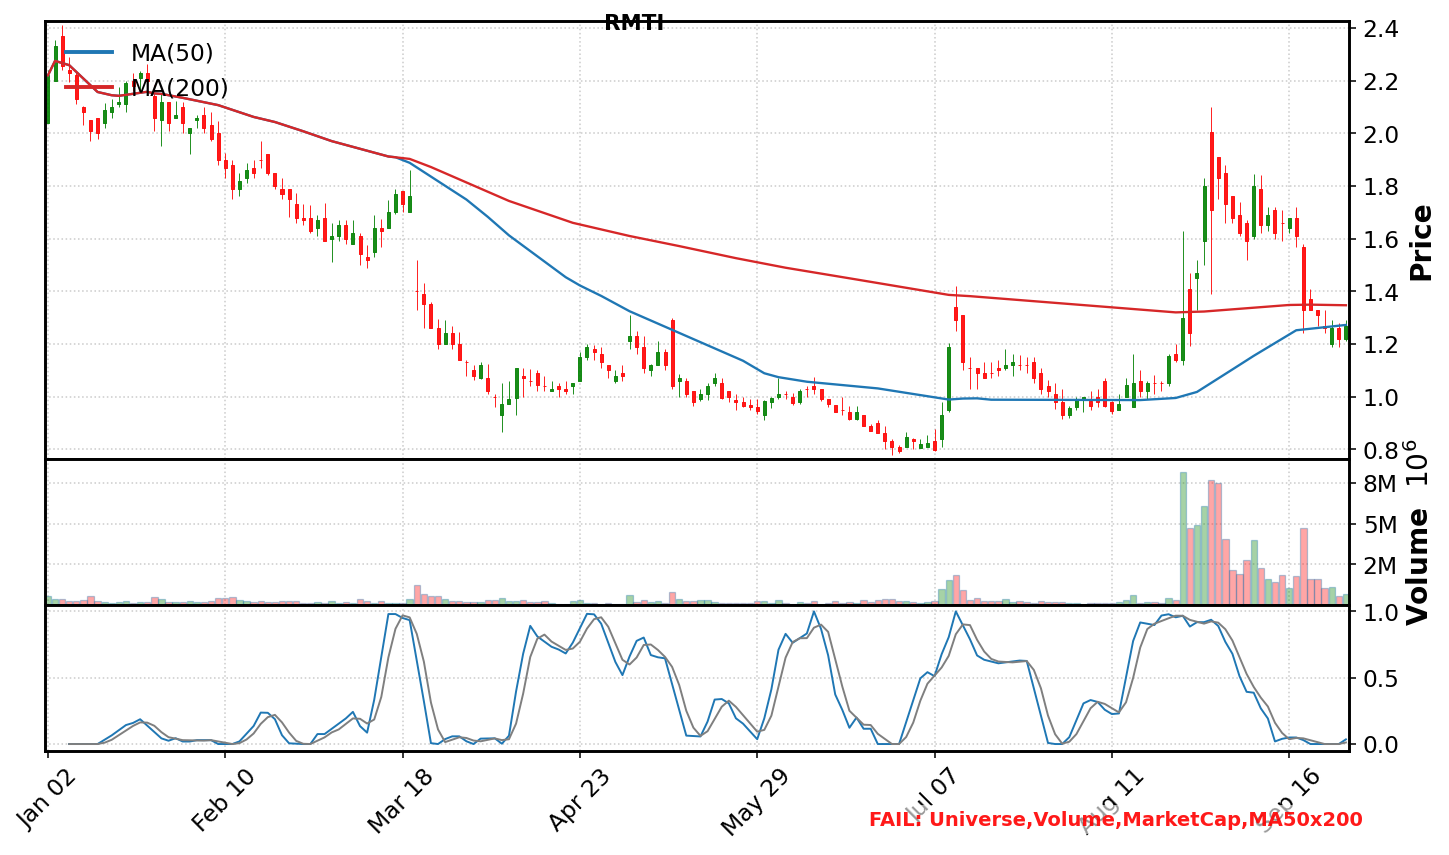 RMTI
MA(50)
MA(200)
2.4
2.2
2.0
1.8
1.6
1.4
1.2
1.0
0.8
Price
8M
5M
2M
Volume 10^6
1.0
0.5
0.0
Jan 02
Feb 10
Mar 18
Apr 23
May 29
Jul 07
Aug 11
Sep 16
FAIL: Universe,Volume,MarketCap,MA50x200